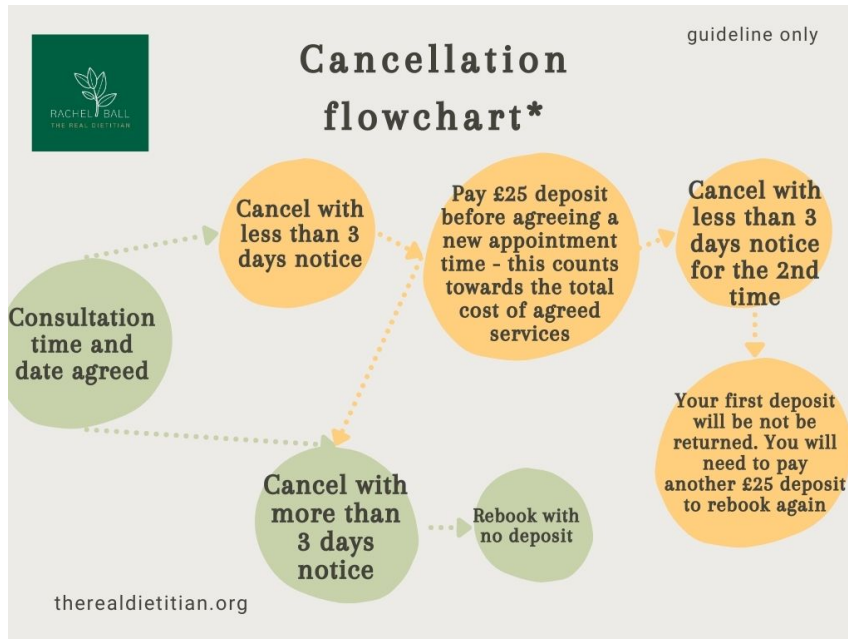 guideline only
Cancellation
flowchart*
RACHEL BALL
THE REAL DIETITIAN
Consultation
time and
date agreed
Cancel with
less than 3
days notice
Pay £25 deposit
before agreeing a
new appointment
time - this counts
towards the total
cost of agreed
services
Cancel with
less than 3
days notice
for the 2nd
time
Your first deposit
will be not be
returned. You will
need to pay
another £25 deposit
to rebook again
Cancel with
more than
3 days
notice
Rebook with
no deposit
therealdietitian.org